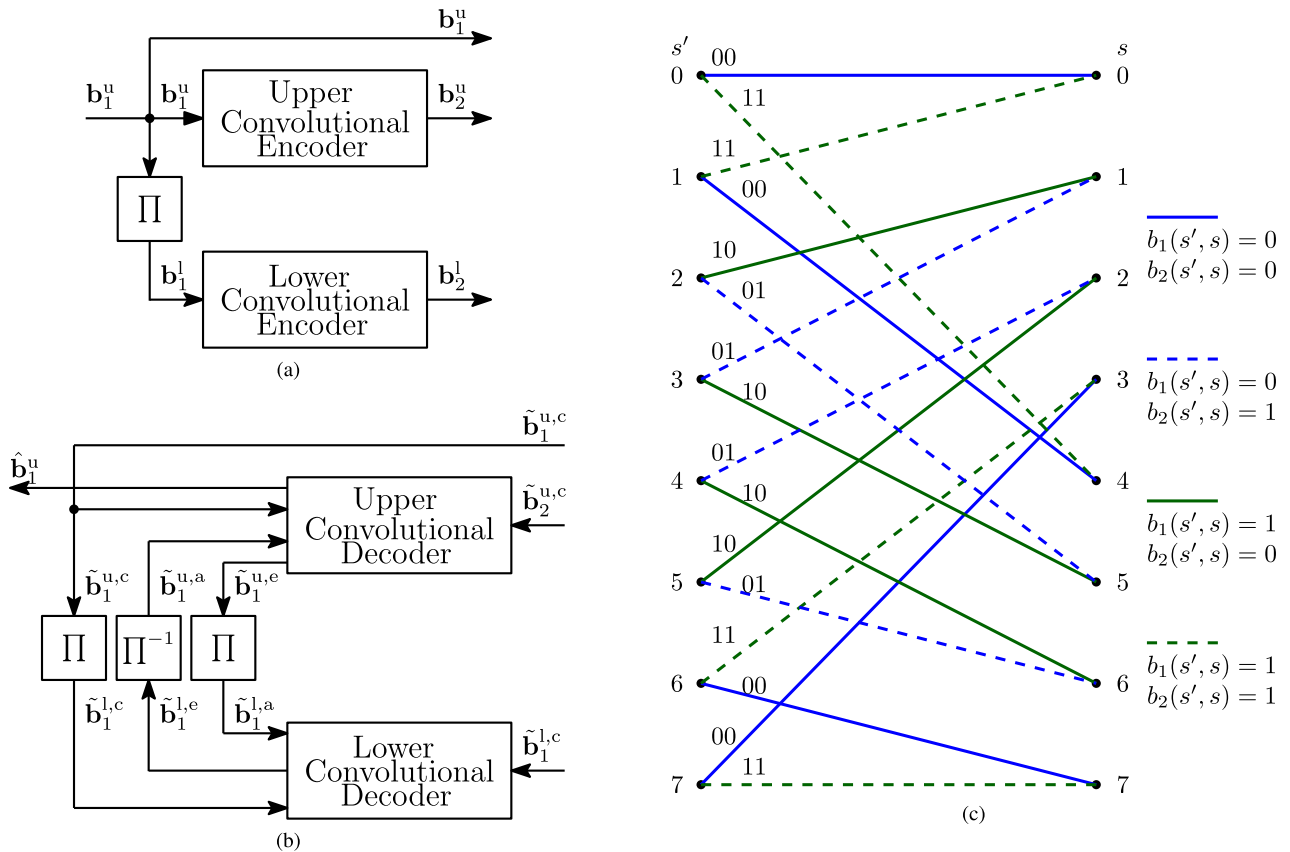 b₁ᵘ
b₁ᵘ b₁ᵘ
Upper
Convolutional
Encoder
b₂ᵘ
∏
b₁ˡ
Lower
Convolutional
Encoder
b₂ˡ
(a)
b̃₁ᵘ,ᶜ
b̂₁ᵘ
Upper
Convolutional
Decoder
b̃₂ᵘ,ᶜ
b̃₁ᵘ,ᶜ b̃₁ᵘ,ᵃ b̃₁ᵘ,ᵉ
∏ ∏⁻¹ ∏
b̃₁ˡ,ᶜ b̃₁ˡ,ᵉ b̃₁ˡ,ᵃ
Lower
Convolutional
Decoder
b̃₁ˡ,ᶜ
(b)
s′ s
00
0 0
11
11
1 1
00
10
2 2
01
01
3 3
10
01
4 4
10
10
5 5
01
11
6 6
00
00
7 7
11
b₁(s′, s) = 0
b₂(s′, s) = 0
b₁(s′, s) = 0
b₂(s′, s) = 1
b₁(s′, s) = 1
b₂(s′, s) = 0
b₁(s′, s) = 1
b₂(s′, s) = 1
(c)